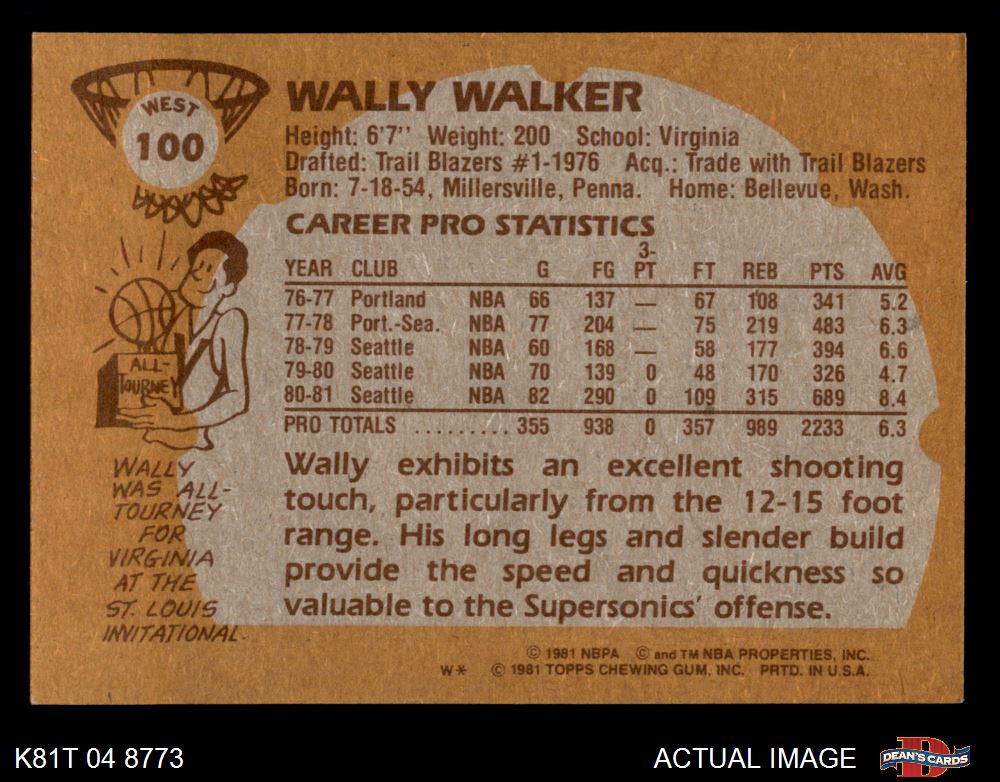 WEST
100
WALLY WALKER
Height: 6'7'' Weight: 200 School: Virginia
Drafted: Trail Blazers #1-1976 Acq.: Trade with Trail Blazers
Born: 7-18-54, Millersville, Penna. Home: Bellevue, Wash.
CAREER PRO STATISTICS
YEAR CLUB G FG 3-PT FT REB PTS AVG
76-77 Portland NBA 66 137 — 67 108 341 5.2
77-78 Port.-Sea. NBA 77 204 — 75 219 483 6.3
78-79 Seattle NBA 60 168 — 58 177 394 6.6
79-80 Seattle NBA 70 139 0 48 170 326 4.7
80-81 Seattle NBA 82 290 0 109 315 689 8.4
PRO TOTALS .......... 355 938 0 357 989 2233 6.3
ALL-
TOURNEY
WALLY
WAS ALL-
TOURNEY
FOR
VIRGINIA
AT THE
ST. LOUIS
INVITATIONAL.
Wally exhibits an excellent shooting
touch, particularly from the 12-15 foot
range. His long legs and slender build
provide the speed and quickness so
valuable to the Supersonics' offense.
© 1981 NBPA © and TM NBA PROPERTIES, INC.
W* © 1981 TOPPS CHEWING GUM, INC. PRTD. IN U.S.A.
K81T 04 8773
ACTUAL IMAGE
DEAN'S CARDS